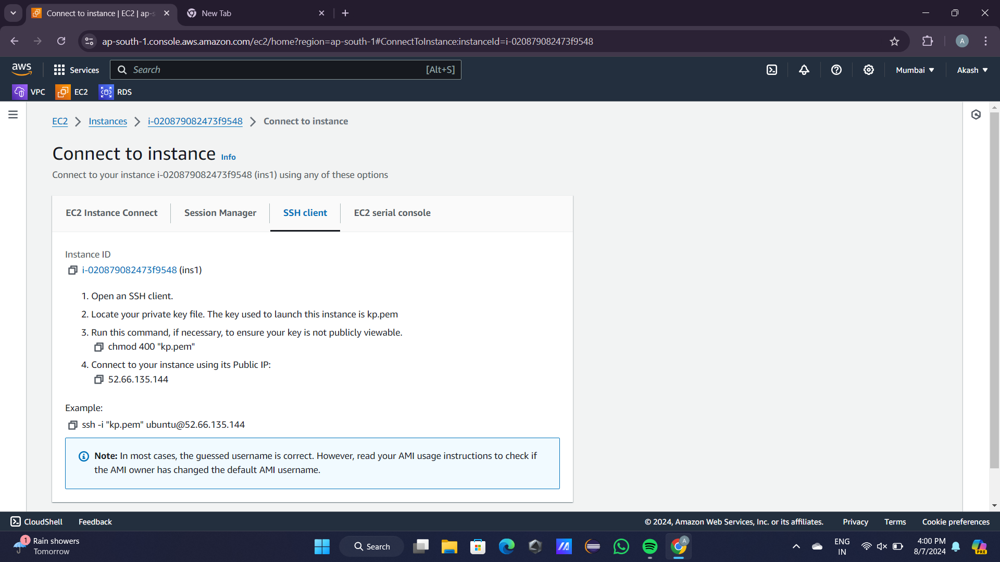 Connect to instance | EC2 | ap-s
New Tab
ap-south-1.console.aws.amazon.com/ec2/home?region=ap-south-1#ConnectToInstance:instanceId=i-020879082473f9548
A
aws
Services
Search
[Alt+S]
Mumbai
Akash
VPC
EC2
RDS
EC2
Instances
i-020879082473f9548
Connect to instance
Connect to instance Info
Connect to your instance i-020879082473f9548 (ins1) using any of these options
EC2 Instance Connect
Session Manager
SSH client
EC2 serial console
Instance ID
i-020879082473f9548 (ins1)
1. Open an SSH client.
2. Locate your private key file. The key used to launch this instance is kp.pem
3. Run this command, if necessary, to ensure your key is not publicly viewable.
chmod 400 "kp.pem"
4. Connect to your instance using its Public IP:
52.66.135.144
Example:
ssh -i "kp.pem" ubuntu@52.66.135.144
Note: In most cases, the guessed username is correct. However, read your AMI usage instructions to check if
the AMI owner has changed the default AMI username.
CloudShell
Feedback
© 2024, Amazon Web Services, Inc. or its affiliates.
Privacy
Terms
Cookie preferences
1
Rain showers
Tomorrow
Search
A
ENG
IN
4:00 PM
8/7/2024
PRE